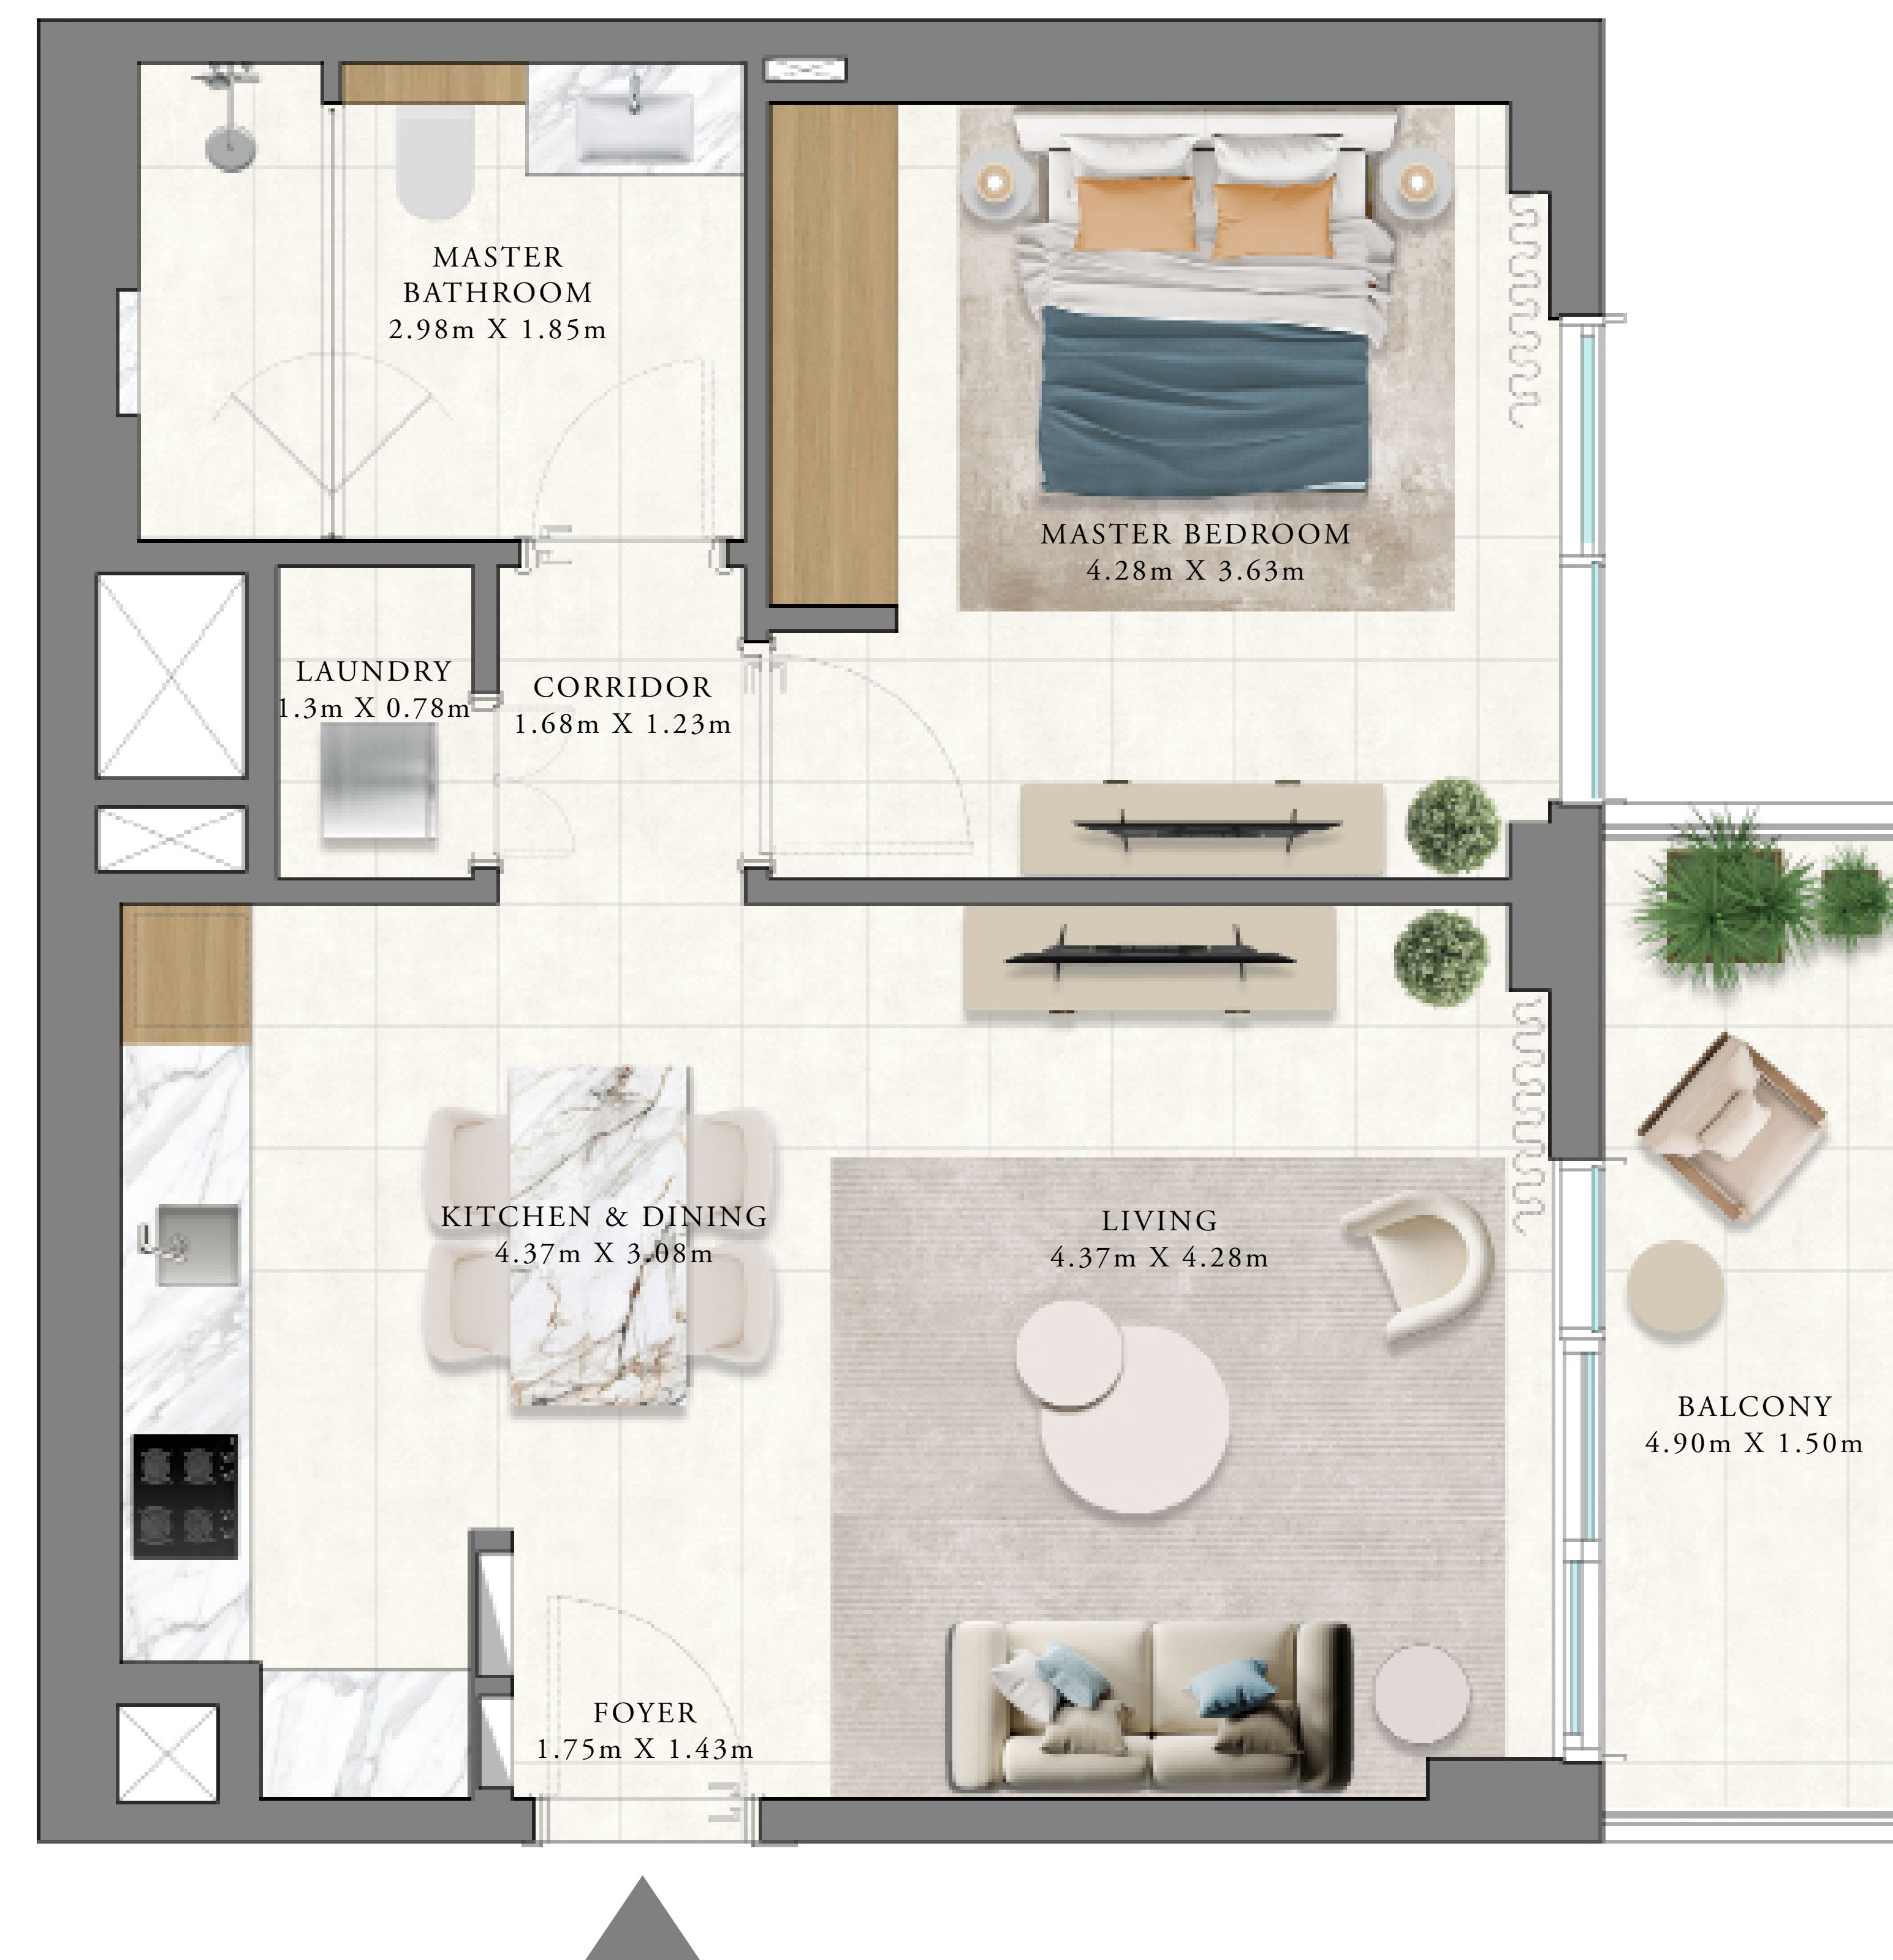 MASTER
BATHROOM
2.98m X 1.85m
MASTER BEDROOM
4.28m X 3.63m
LAUNDRY
1.3m X 0.78m
CORRIDOR
1.68m X 1.23m
KITCHEN & DINING
4.37m X 3.08m
LIVING
4.37m X 4.28m
BALCONY
4.90m X 1.50m
FOYER
1.75m X 1.43m